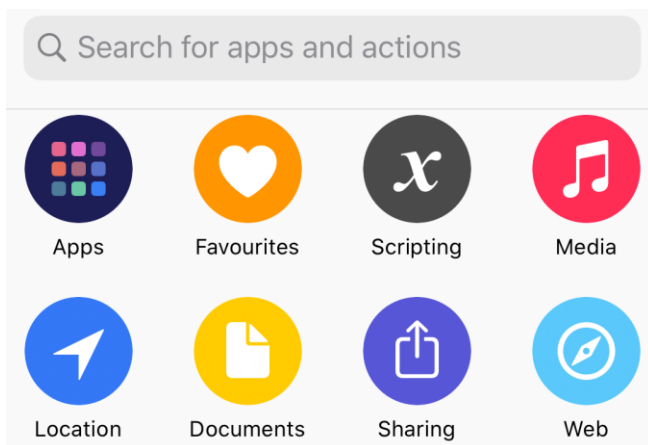 Search for apps and actions
Apps
Favourites
Scripting
Media
Location
Documents
Sharing
Web